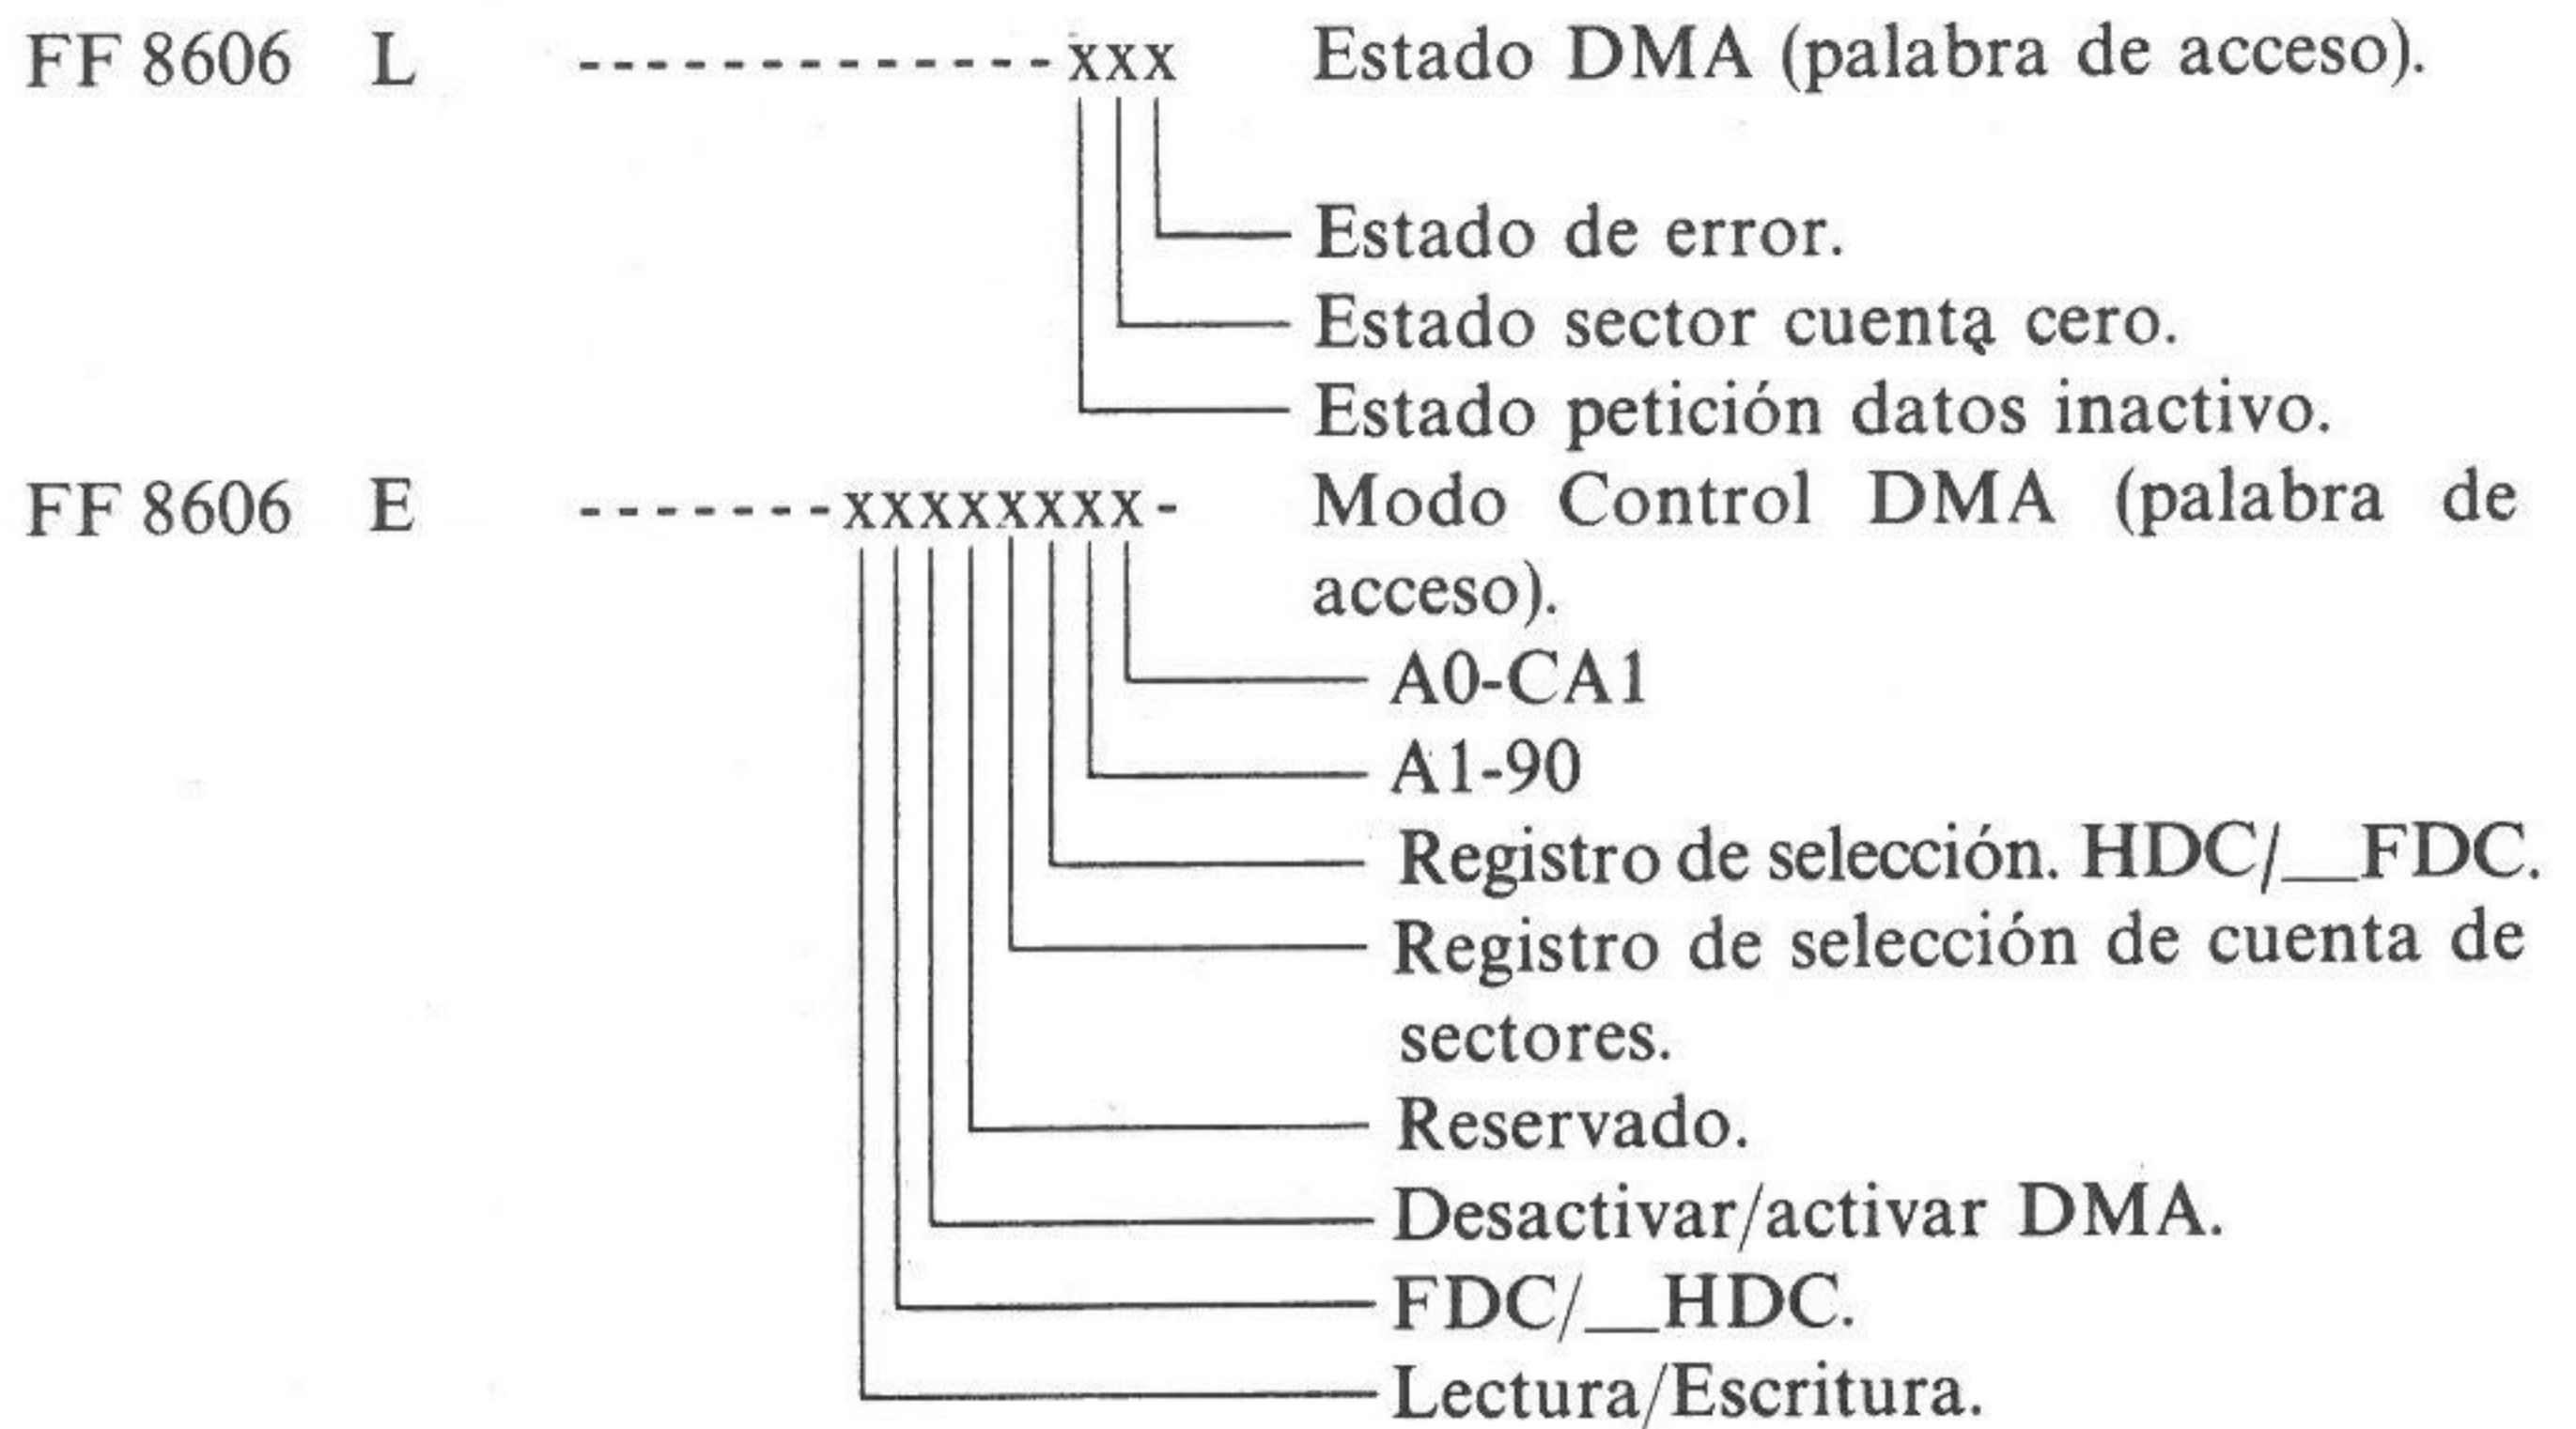 FF 8606 L -------------xxx Estado DMA (palabra de acceso).
Estado de error.
Estado sector cuenta cero.
Estado petición datos inactivo.
FF 8606 E -------xxxxxxxx- Modo Control DMA (palabra de
acceso).
A0-CA1
A1-90
Registro de selección. HDC/__FDC.
Registro de selección de cuenta de
sectores.
Reservado.
Desactivar/activar DMA.
FDC/__HDC.
Lectura/Escritura.